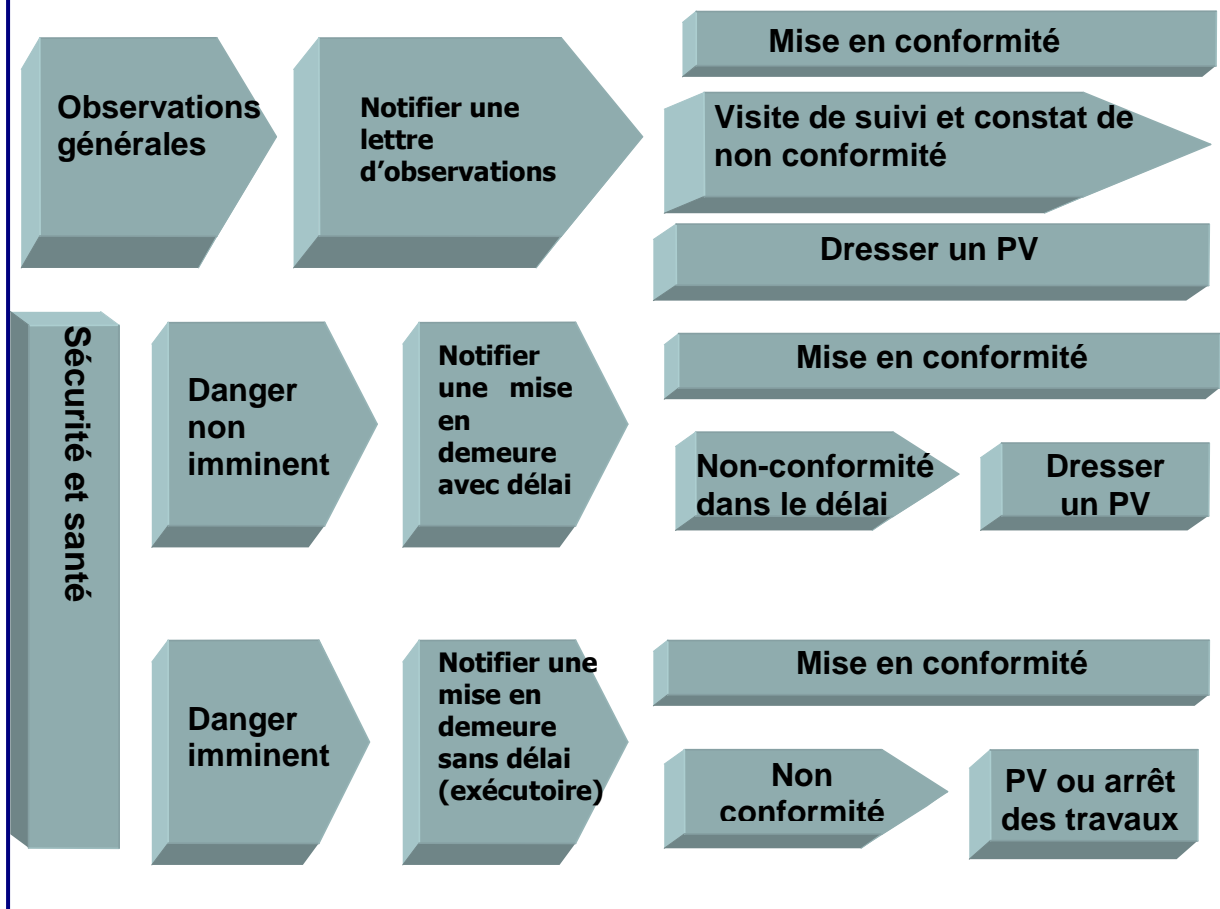 Observations
générales
Notifier une
lettre
d’observations
Mise en conformité
Visite de suivi et constat de
non conformité
Dresser un PV
Sécurité et santé
Danger
non
imminent
Notifier
une mise
en
demeure
avec délai
Mise en conformité
Non-conformité
dans le délai
Dresser
un PV
Danger
imminent
Notifier une
mise en
demeure
sans délai
(exécutoire)
Mise en conformité
Non
conformité
PV ou arrêt
des travaux